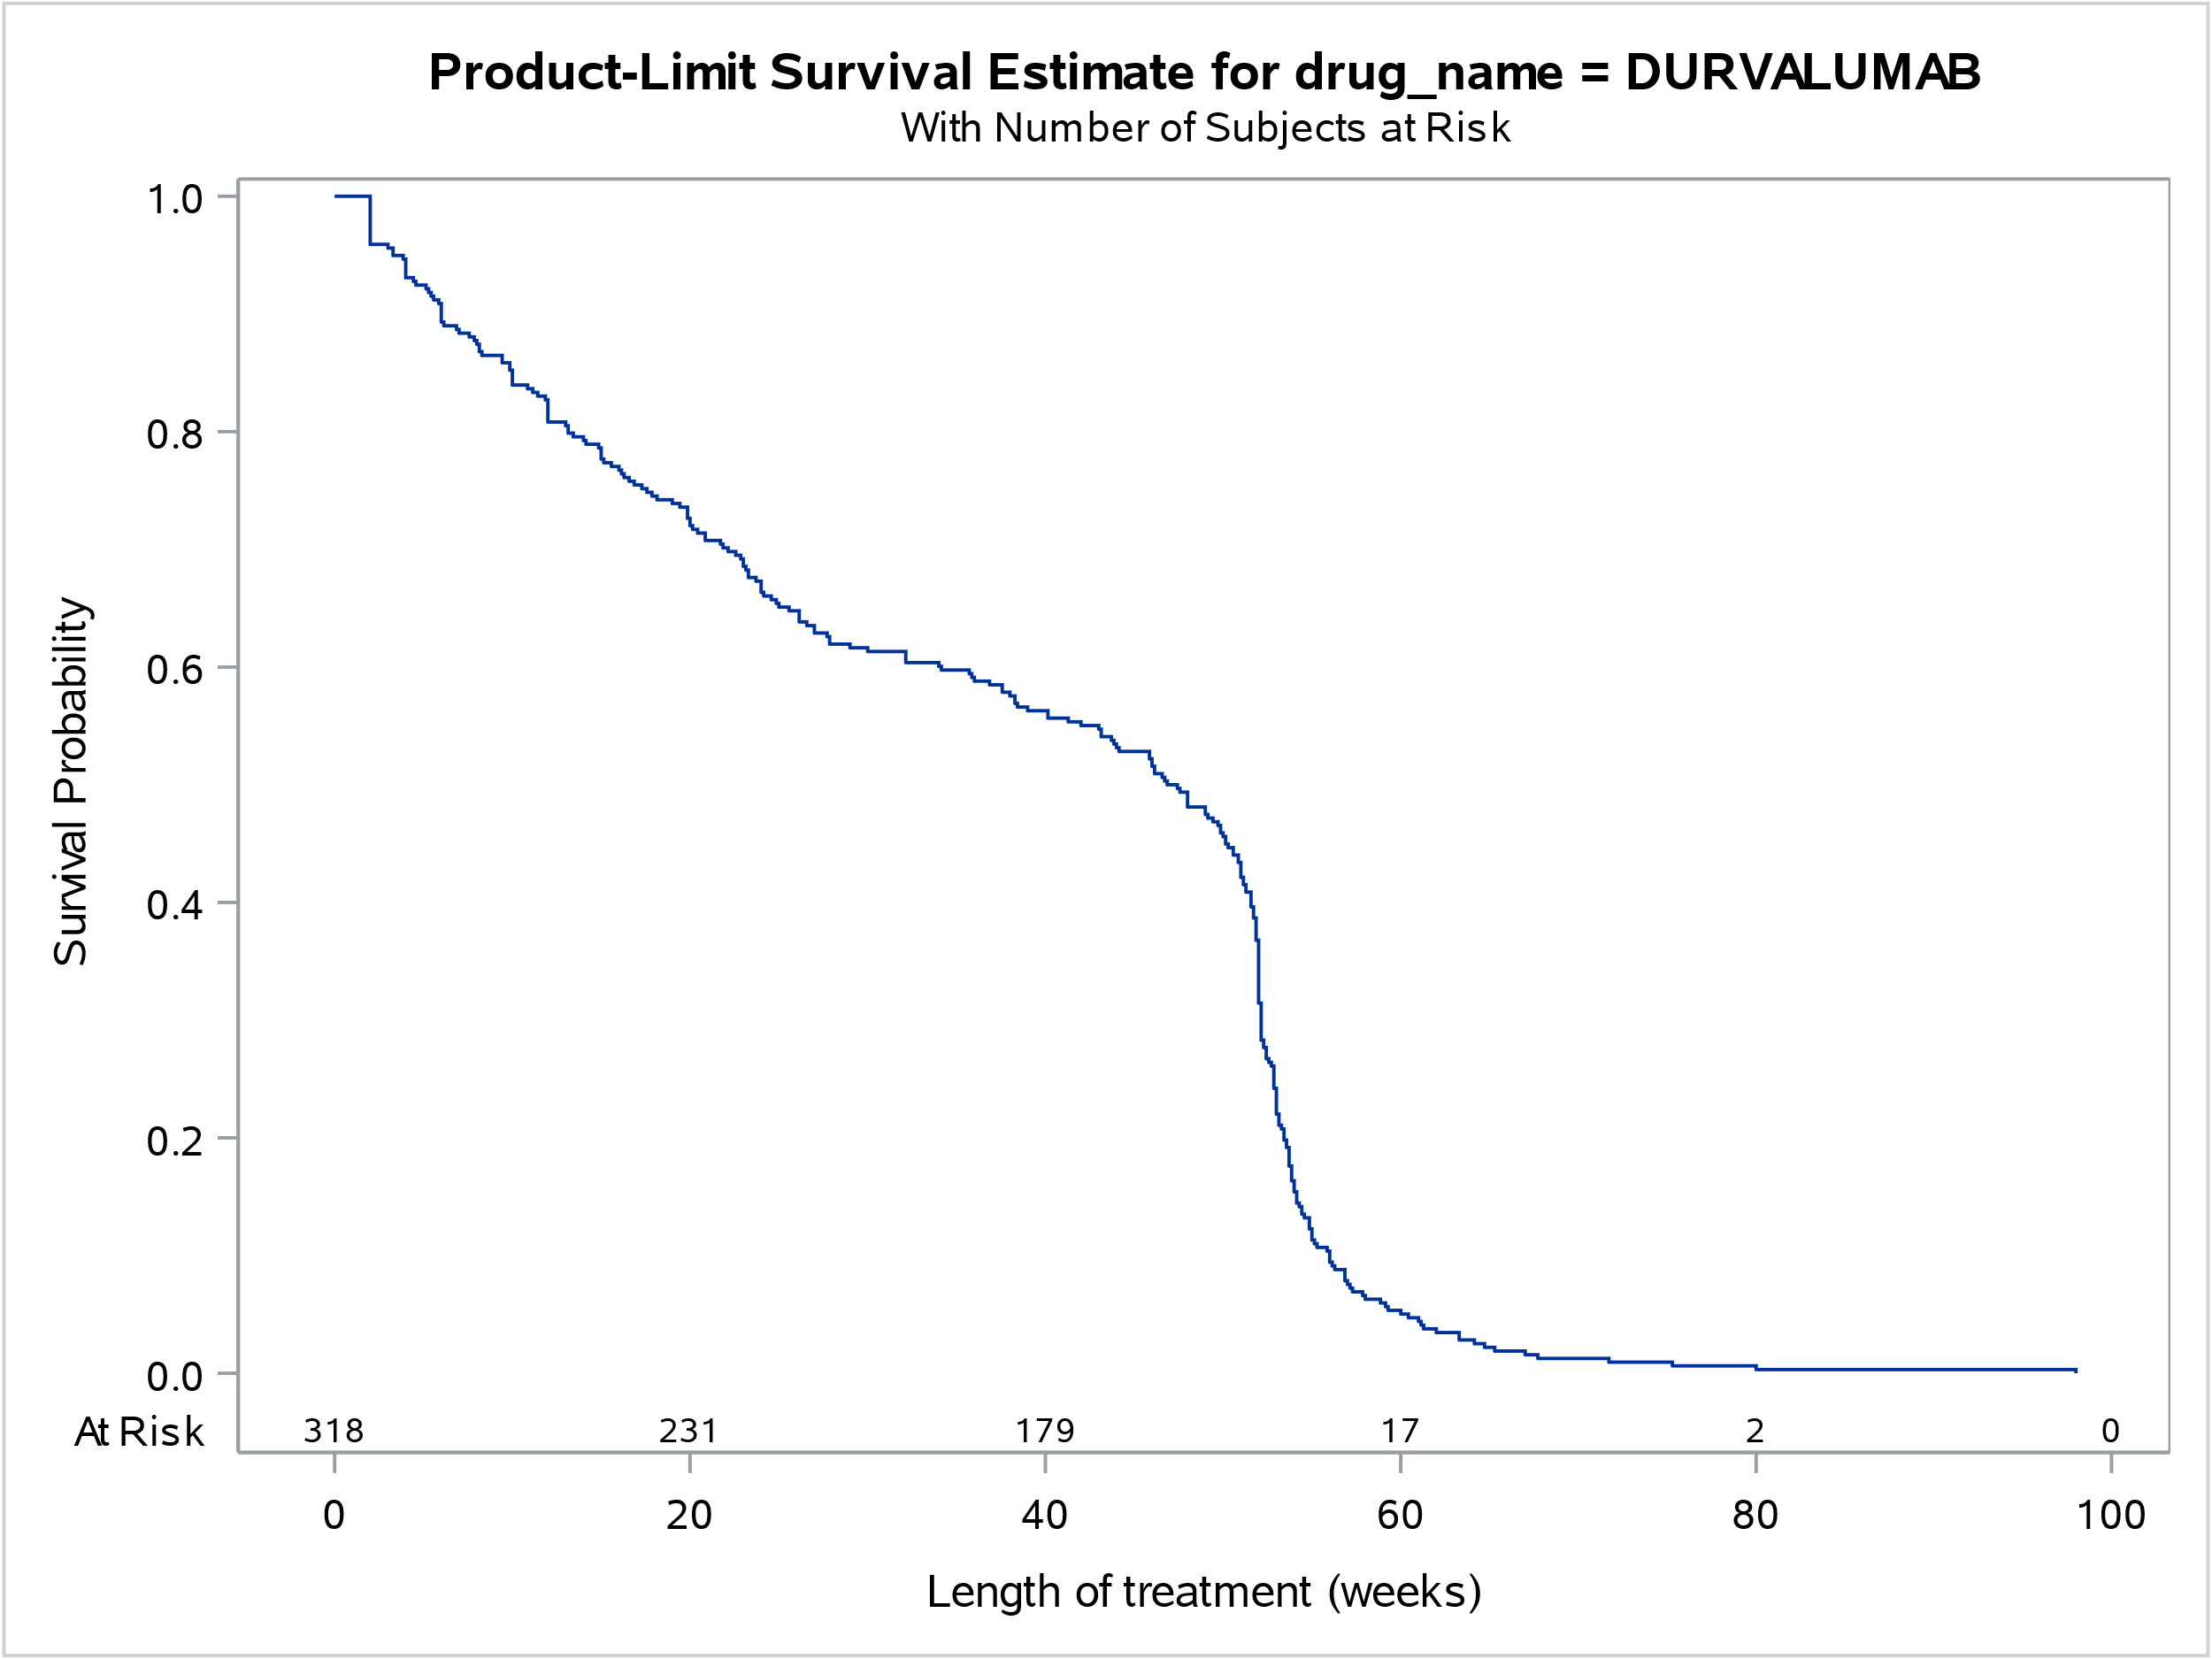 Product-Limit Survival Estimate for drug_name = DURVALUMAB
With Number of Subjects at Risk
Survival Probability
1.0
0.8
0.6
0.4
0.2
0.0
At Risk 318 231 179 17 2 0
0 20 40 60 80 100
Length of treatment (weeks)